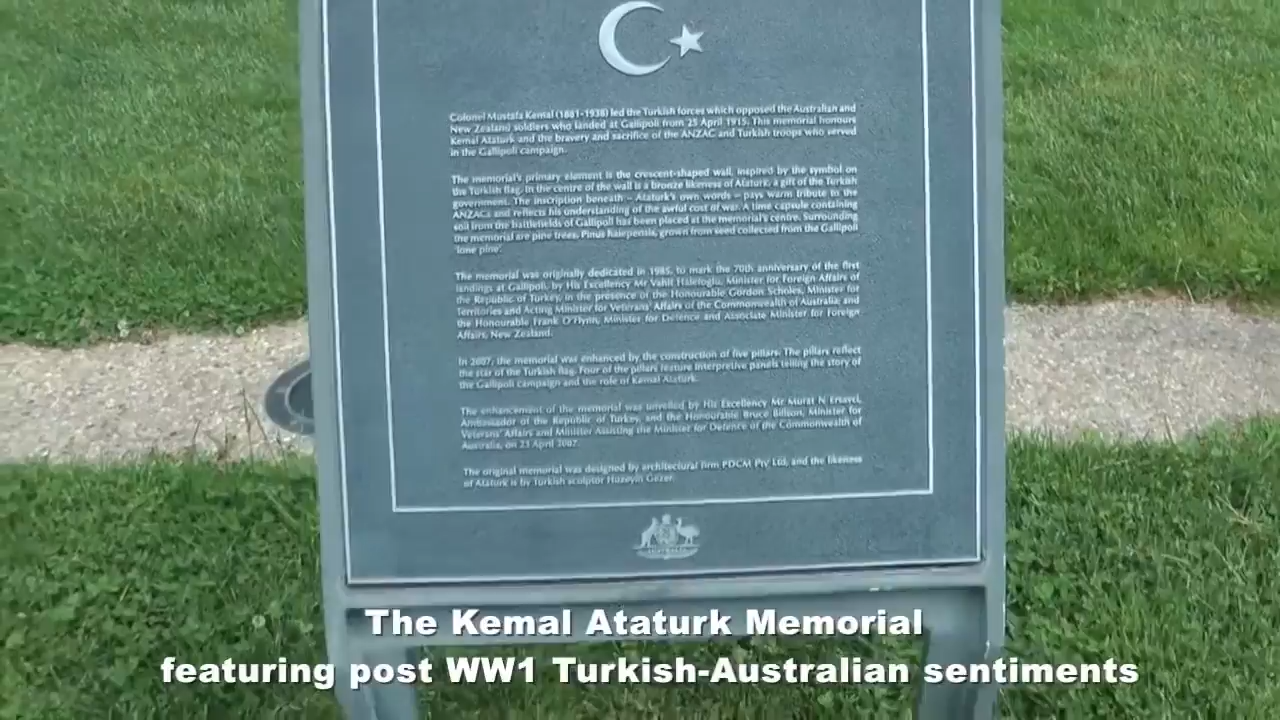 Colonel Mustafa Kemal (1881-1938) led the Turkish forces which opposed the Australian and
New Zealand soldiers who landed at Gallipoli from 25 April 1915. This memorial honours
Kemal Ataturk and the bravery and sacrifice of the ANZAC and Turkish troops who served
in the Gallipoli campaign.
The memorial's primary element is the crescent-shaped wall, inspired by the symbol on
the Turkish flag. In the centre of the wall is a bronze likeness of Ataturk, a gift of the Turkish
government. The inscription beneath – Ataturk's own words – pays warm tribute to the
ANZACs and reflects his understanding of the awful cost of war. A time capsule containing
soil from the battlefields of Gallipoli has been placed at the memorial's centre. Surrounding
the memorial are pine trees, Pinus halepensis, grown from seed collected from the Gallipoli
'lone pine'.
The memorial was originally dedicated in 1985, to mark the 70th anniversary of the first
landings at Gallipoli, by His Excellency Mr Vahit Halefoglu, Minister for Foreign Affairs of
the Republic of Turkey, in the presence of the Honourable Gordon Scholes, Minister for
Territories and Acting Minister for Veterans' Affairs of the Commonwealth of Australia; and
the Honourable Frank O'Flynn, Minister for Defence and Associate Minister for Foreign
Affairs, New Zealand.
In 2007, the memorial was enhanced by the construction of five pillars. The pillars reflect
the star of the Turkish flag. Four of the pillars feature interpretive panels telling the story of
the Gallipoli campaign and the role of Kemal Ataturk.
The enhancement of the memorial was unveiled by His Excellency Mr Murat N Ersavci,
Ambassador of the Republic of Turkey, and the Honourable Bruce Billson, Minister for
Veterans' Affairs and Minister Assisting the Minister for Defence of the Commonwealth of
Australia, on 23 April 2007.
The original memorial was designed by architectural firm PDCM Pty Ltd, and the likeness
of Ataturk is by Turkish sculptor Huseyin Gezer.
AUSTRALIA
The Kemal Ataturk Memorial
featuring post WW1 Turkish-Australian sentiments